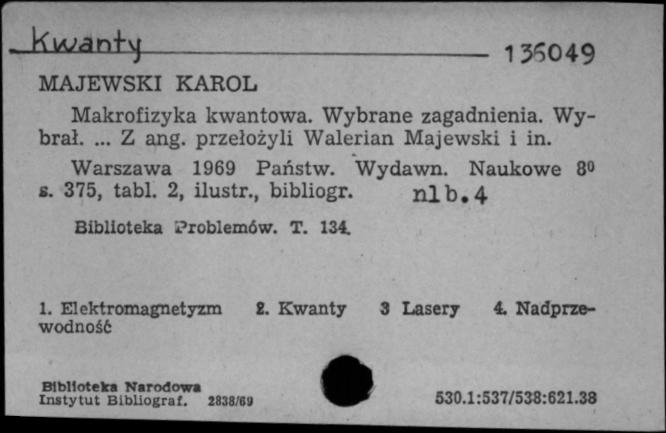 Kwanty
136049
MAJEWSKI KAROL
Makrofizyka kwantowa. Wybrane zagadnienia. Wy-
brał. ... Z ang. przełożyli Walerian Majewski i in.
Warszawa 1969 Państw. Wydawn. Naukowe 8⁰
s. 375, tabl. 2, ilustr., bibliogr. nlb.4
Biblioteka Problemów. T. 134.
1. Elektromagnetyzm 2. Kwanty 3 Lasery 4. Nadprze-
wodność
Biblioteka Narodowa
Instytut Bibliograf. 2838/69
530.1:537/538:621.38